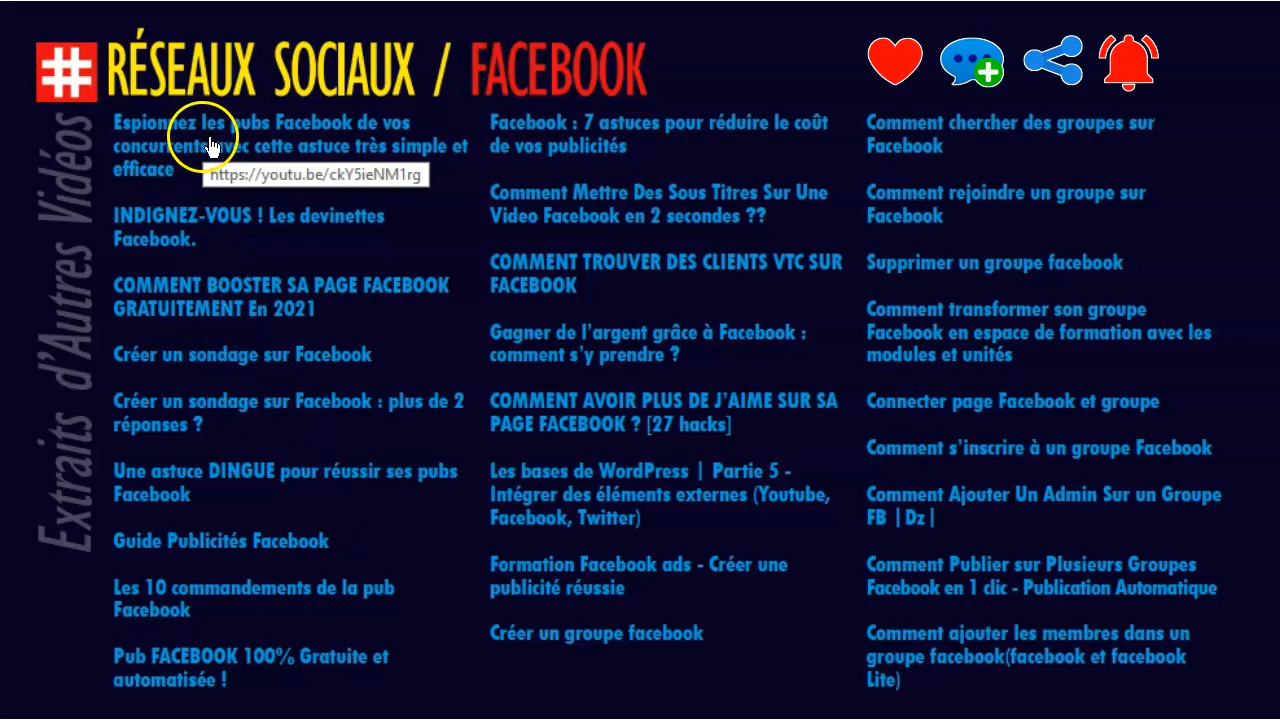 # RÉSEAUX SOCIAUX / FACEBOOK
Extraits d'Autres Vidéos
Espionnez les pubs Facebook de vos
concurrents avec cette astuce très simple et
efficace
https://youtu.be/ckY5ieNM1rg
INDIGNEZ-VOUS ! Les devinettes
Facebook.
COMMENT BOOSTER SA PAGE FACEBOOK
GRATUITEMENT En 2021
Créer un sondage sur Facebook
Créer un sondage sur Facebook : plus de 2
réponses ?
Une astuce DINGUE pour réussir ses pubs
Facebook
Guide Publicités Facebook
Les 10 commandements de la pub
Facebook
Pub FACEBOOK 100% Gratuite et
automatisée !
Facebook : 7 astuces pour réduire le coût
de vos publicités
Comment Mettre Des Sous Titres Sur Une
Video Facebook en 2 secondes ??
COMMENT TROUVER DES CLIENTS VTC SUR
FACEBOOK
Gagner de l'argent grâce à Facebook :
comment s'y prendre ?
COMMENT AVOIR PLUS DE J'AIME SUR SA
PAGE FACEBOOK ? [27 hacks]
Les bases de WordPress | Partie 5 -
Intégrer des éléments externes (Youtube,
Facebook, Twitter)
Formation Facebook ads - Créer une
publicité réussie
Créer un groupe facebook
Comment chercher des groupes sur
Facebook
Comment rejoindre un groupe sur
Facebook
Supprimer un groupe facebook
Comment transformer son groupe
Facebook en espace de formation avec les
modules et unités
Connecter page Facebook et groupe
Comment s'inscrire à un groupe Facebook
Comment Ajouter Un Admin Sur un Groupe
FB |Dz|
Comment Publier sur Plusieurs Groupes
Facebook en 1 clic - Publication Automatique
Comment ajouter les membres dans un
groupe facebook(facebook et facebook
Lite)